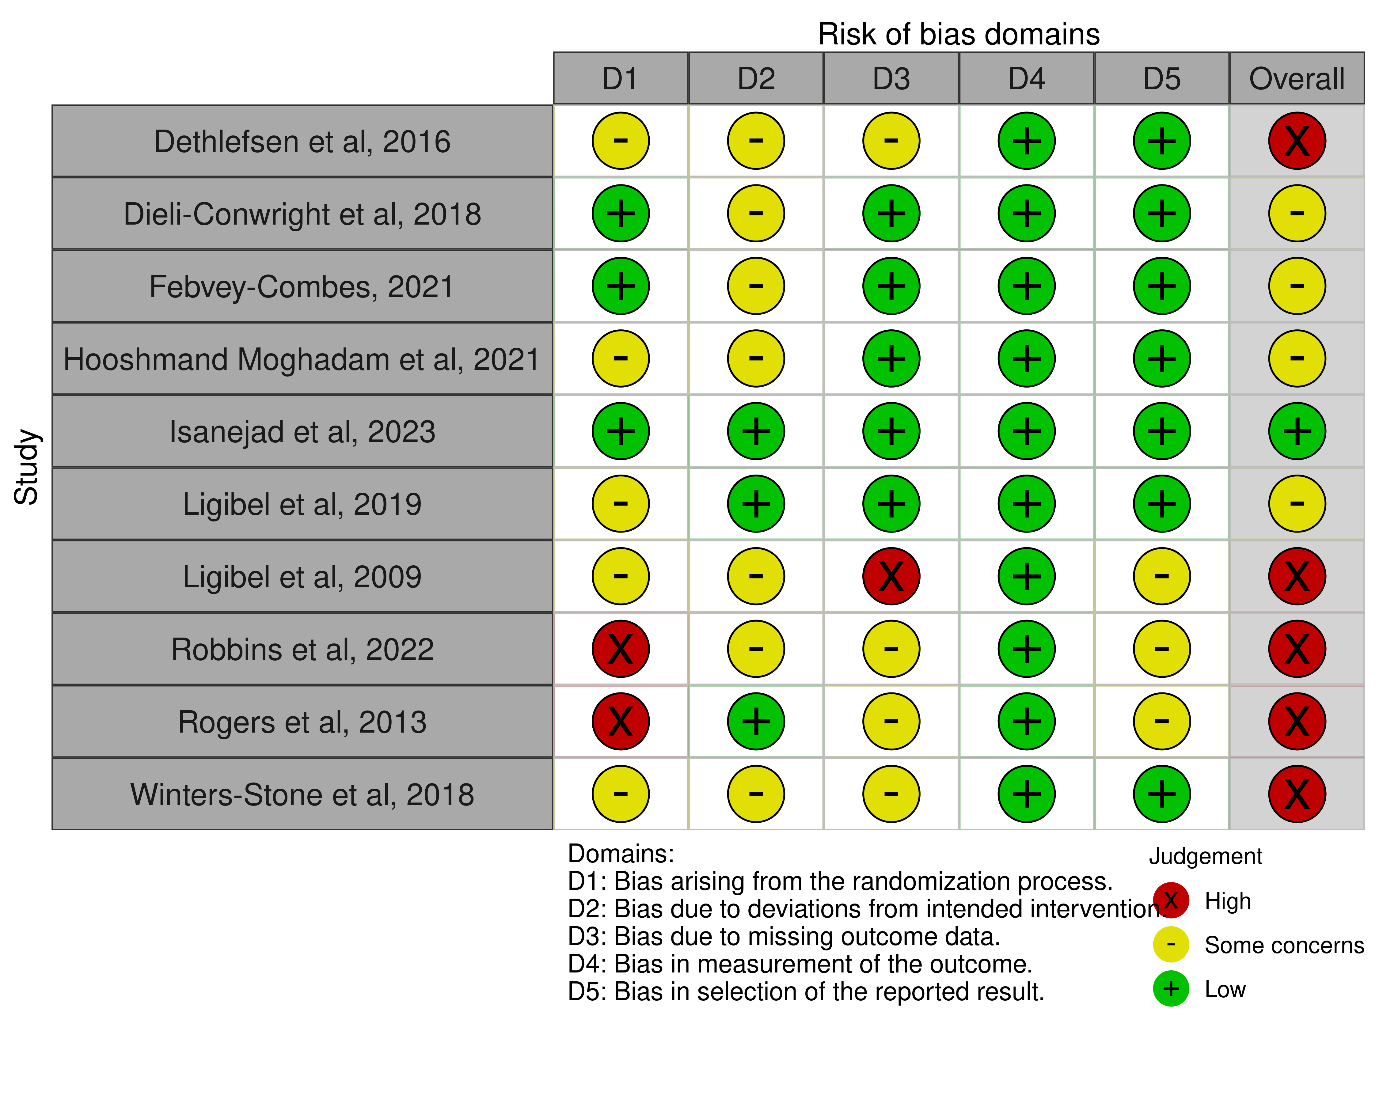 Risk of bias domains
D1 D2 D3 D4 D5 Overall
Study
Dethlefsen et al, 2016 - - - + + X
Dieli-Conwright et al, 2018 + - + + + -
Febvey-Combes, 2021 + - + + + -
Hooshmand Moghadam et al, 2021 - - + + + -
Isanejad et al, 2023 + + + + + +
Ligibel et al, 2019 - + + + + -
Ligibel et al, 2009 - - X + - X
Robbins et al, 2022 X - - + - X
Rogers et al, 2013 X + - + - X
Winters-Stone et al, 2018 - - - + + X
Domains:
D1: Bias arising from the randomization process.
D2: Bias due to deviations from intended intervention.
D3: Bias due to missing outcome data.
D4: Bias in measurement of the outcome.
D5: Bias in selection of the reported result.
Judgement
X High
- Some concerns
+ Low